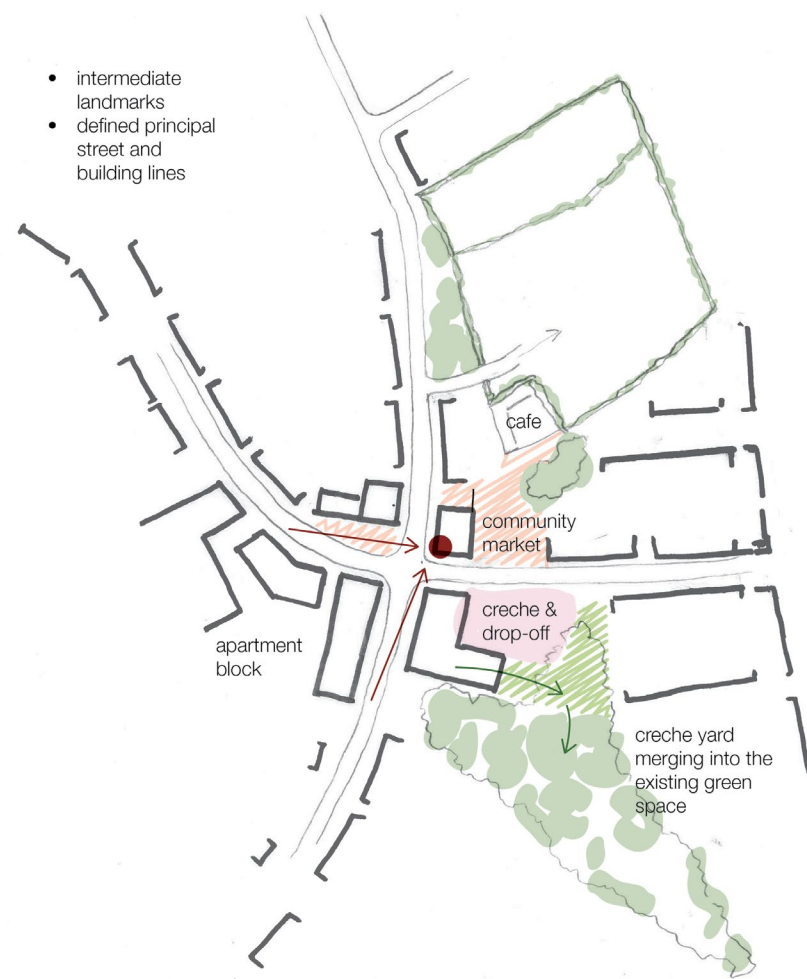 • intermediate
landmarks
• defined principal
street and
building lines
cafe
community
market
creche &
drop-off
apartment
block
creche yard
merging into the
existing green
space